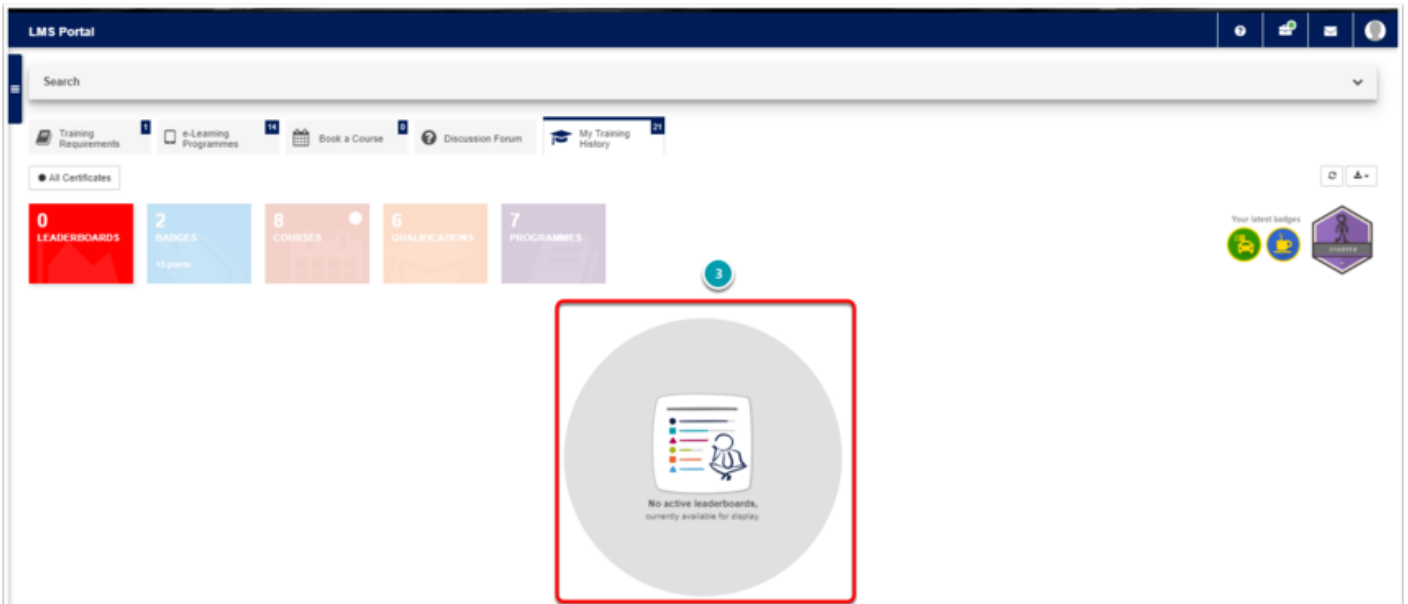 LMS Portal
Search
Training
Requirements
1
e-Learning
Programmes
14
Book a Course
0
Discussion Forum
My Training
History
21
All Certificates
0
LEADERBOARDS
2
BADGES
15 points
8
COURSES
6
QUALIFICATIONS
7
PROGRAMMES
Your latest badges
STARTER
3
No active leaderboards,
currently available for display.